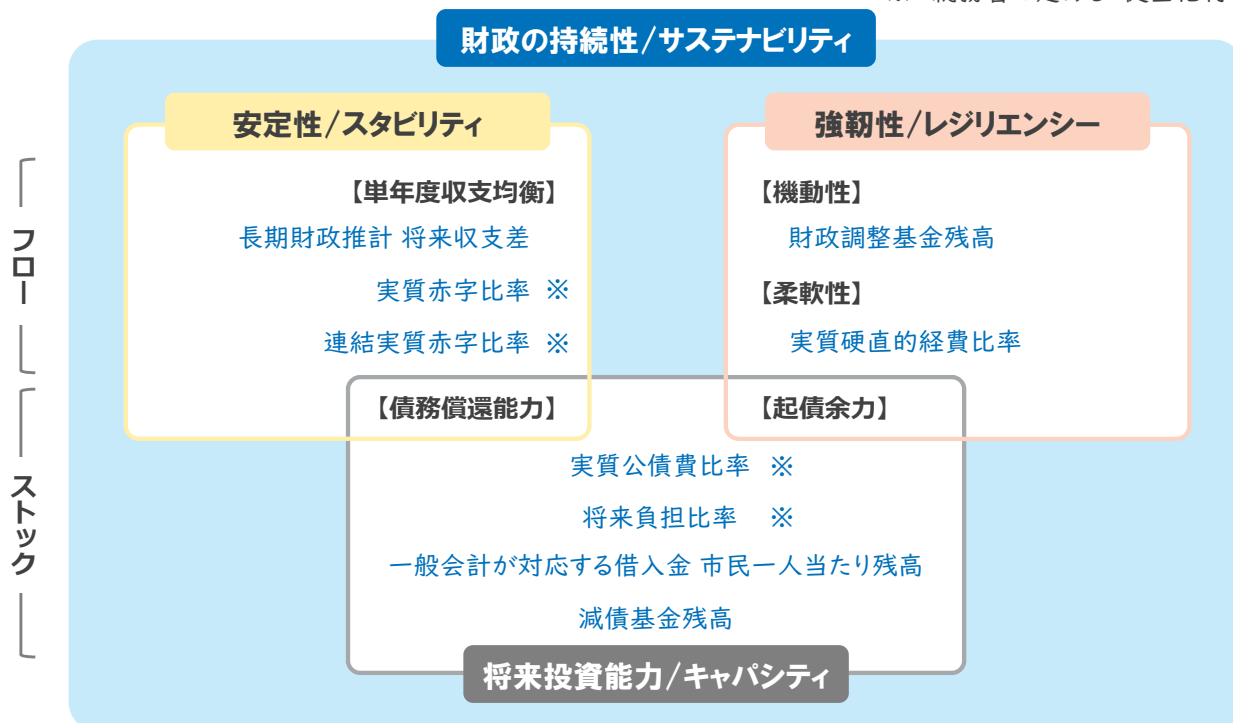 財政の持続性/サステナビリティ
安定性/スタビリティ
強靭性/レジリエンシー
フロー
【単年度収支均衡】
長期財政推計 将来収支差
実質赤字比率 ※
連結実質赤字比率 ※
【機動性】
財政調整基金残高
【柔軟性】
実質硬直的経費比率
ストック
【債務償還能力】
【起債余力】
実質公債費比率 ※
将来負担比率 ※
一般会計が対応する借入金 市民一人当たり残高
減債基金残高
将来投資能力/キャパシティ